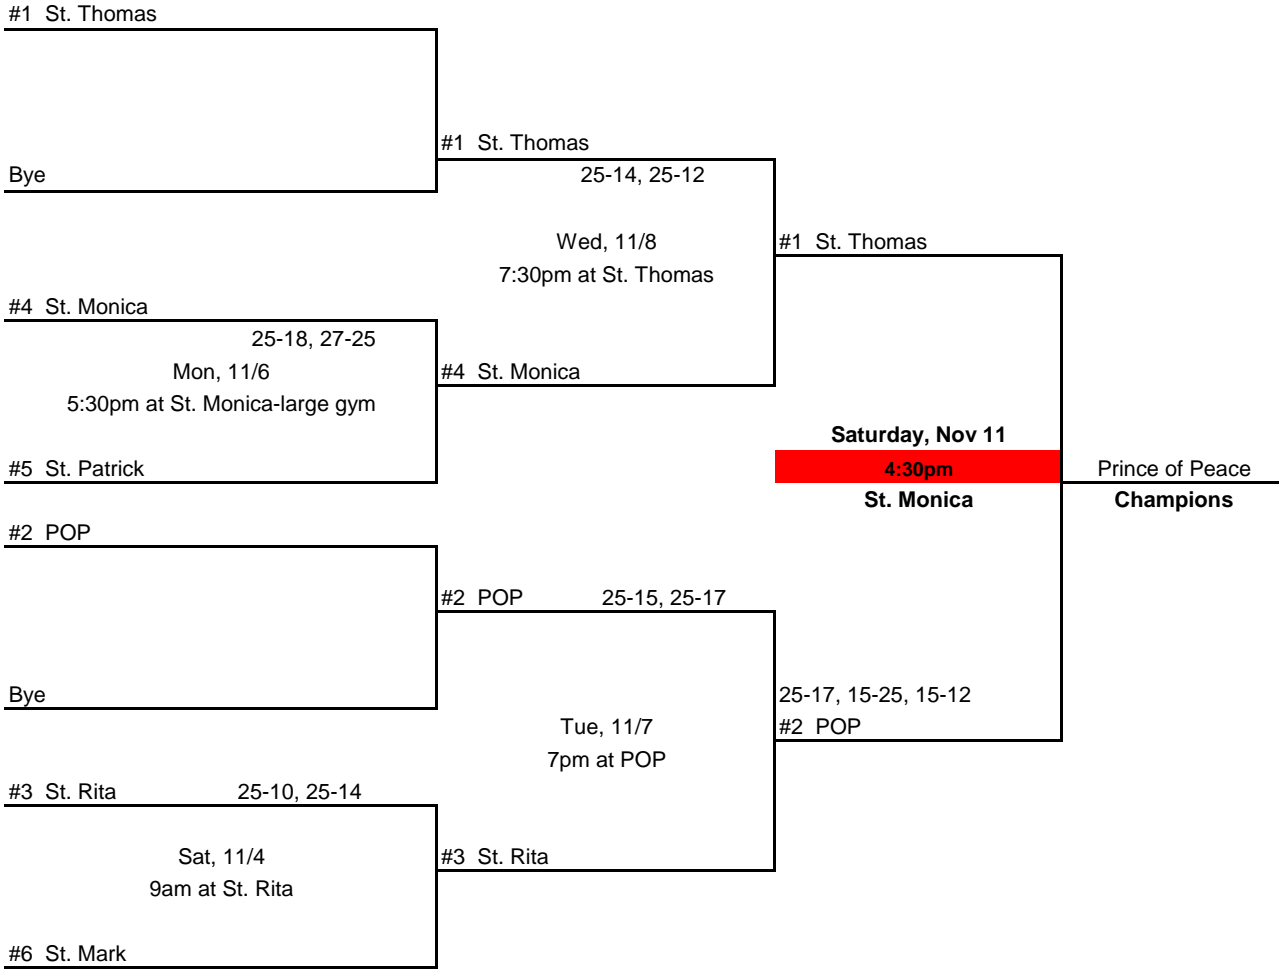 #1 St. Thomas
#1 St. Thomas
Bye
25-14, 25-12
Wed, 11/8
#1 St. Thomas
7:30pm at St. Thomas
#4 St. Monica
25-18, 27-25
Mon, 11/6
#4 St. Monica
5:30pm at St. Monica-large gym
Saturday, Nov 11
#5 St. Patrick
4:30pm
Prince of Peace
St. Monica
Champions
#2 POP
#2 POP 25-15, 25-17
Bye
25-17, 15-25, 15-12
Tue, 11/7
#2 POP
7pm at POP
#3 St. Rita 25-10, 25-14
Sat, 11/4
#3 St. Rita
9am at St. Rita
#6 St. Mark